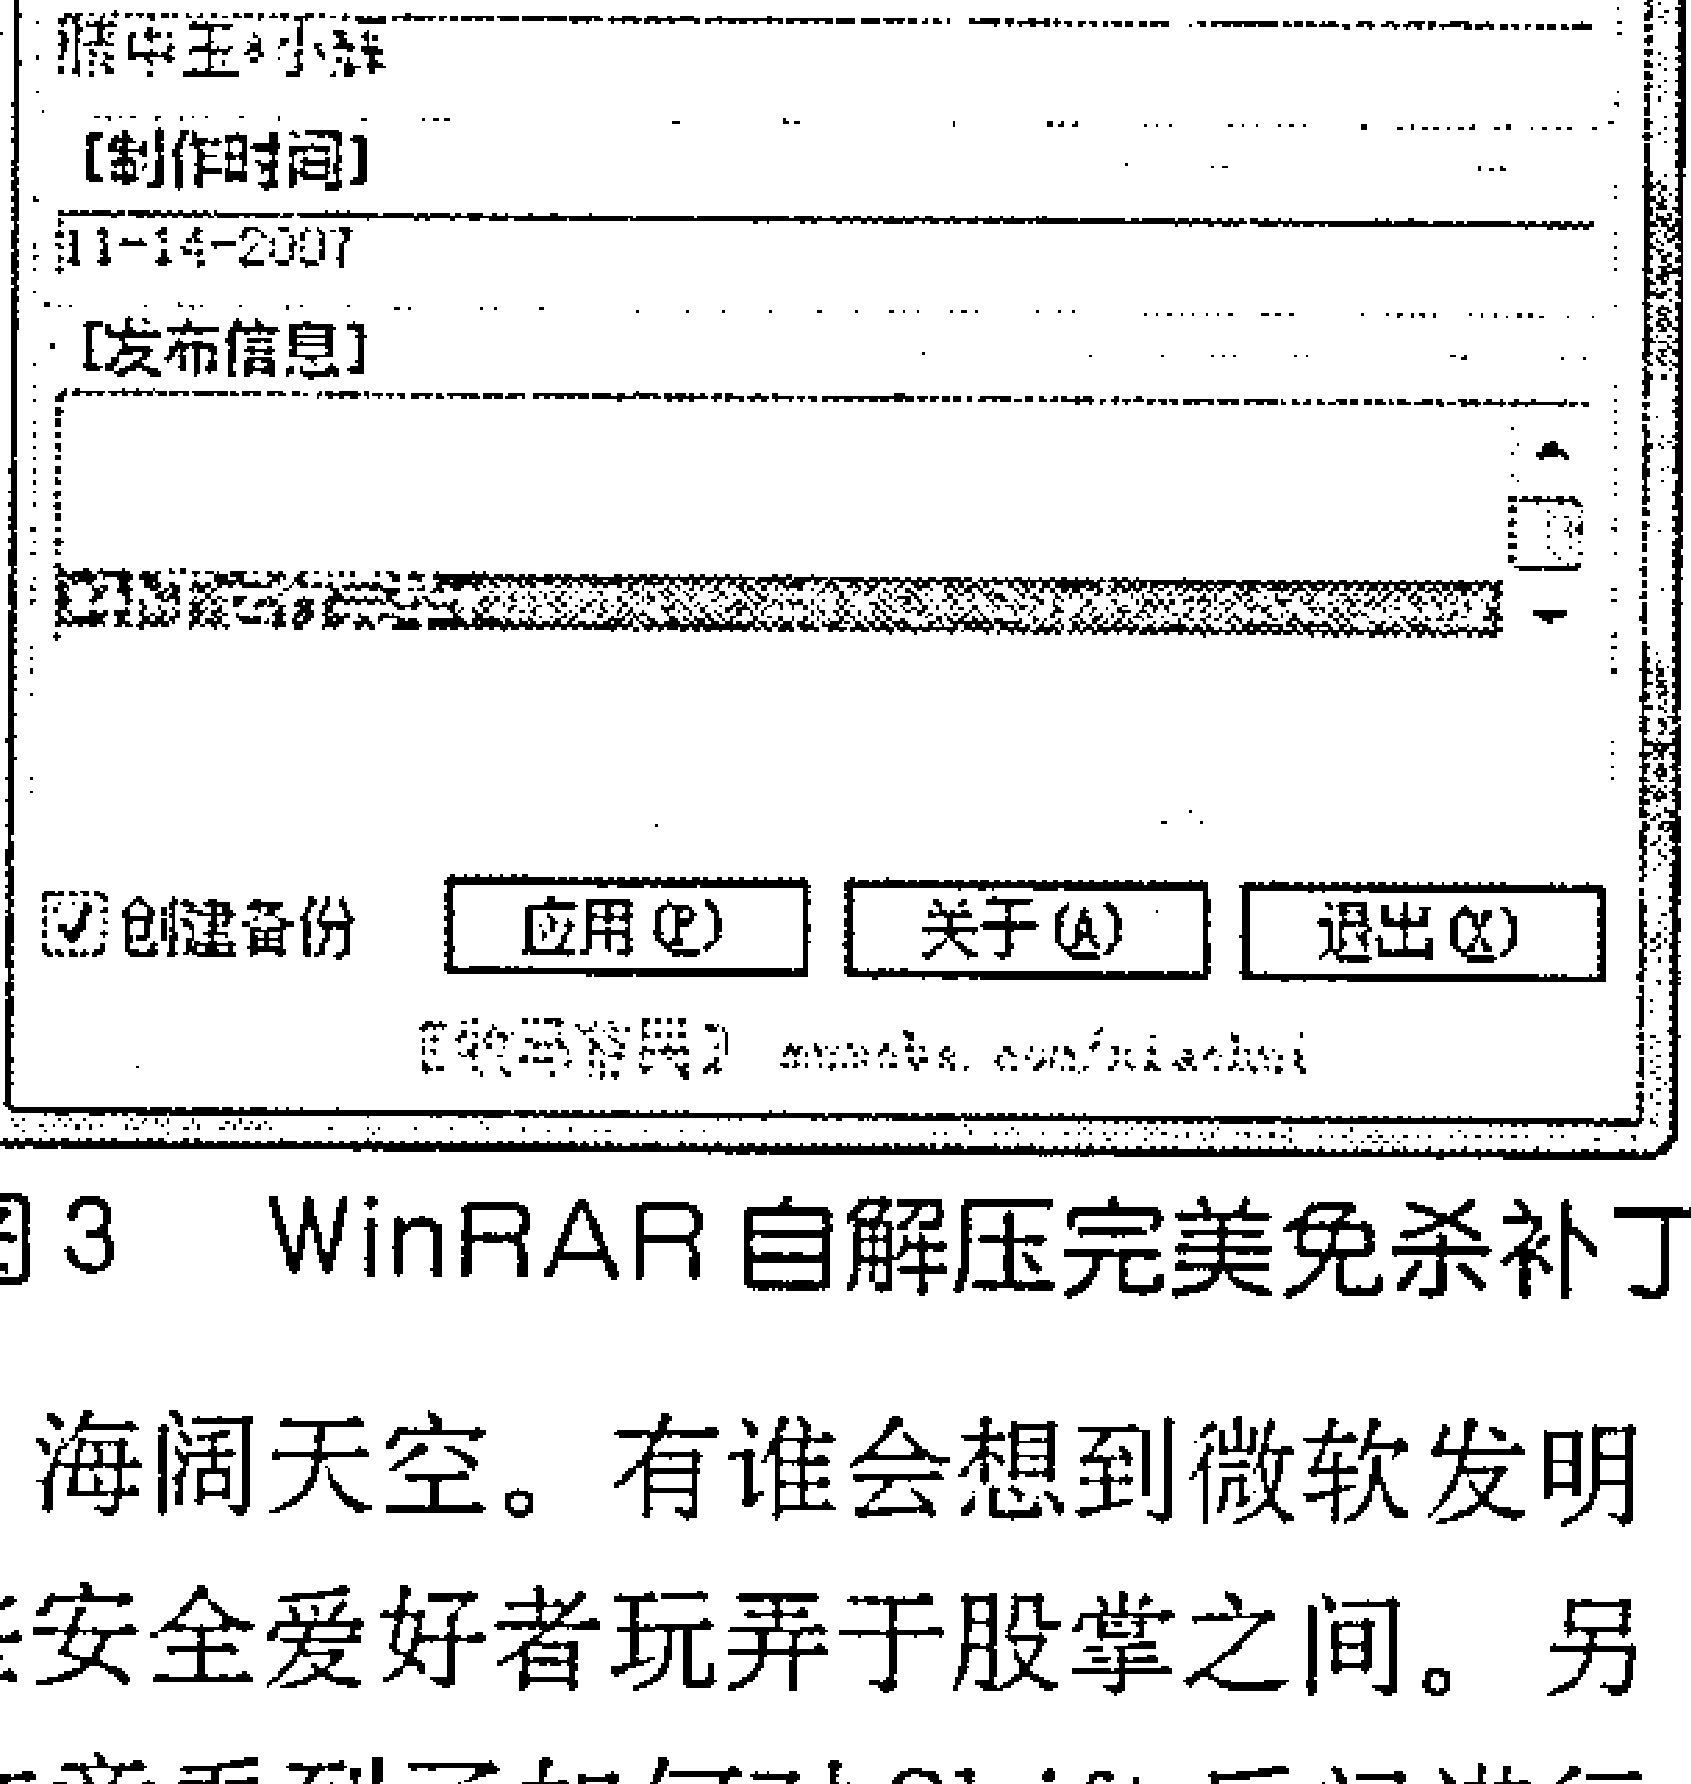 [制作时间]
11-14-2007
[发布信息]
创建备份 应用(P) 关于(A) 退出(X)
图3 WinRAR自解压完美免杀补丁
海阔天空。有谁会想到微软发明
安全爱好者玩弄于股掌之间。另